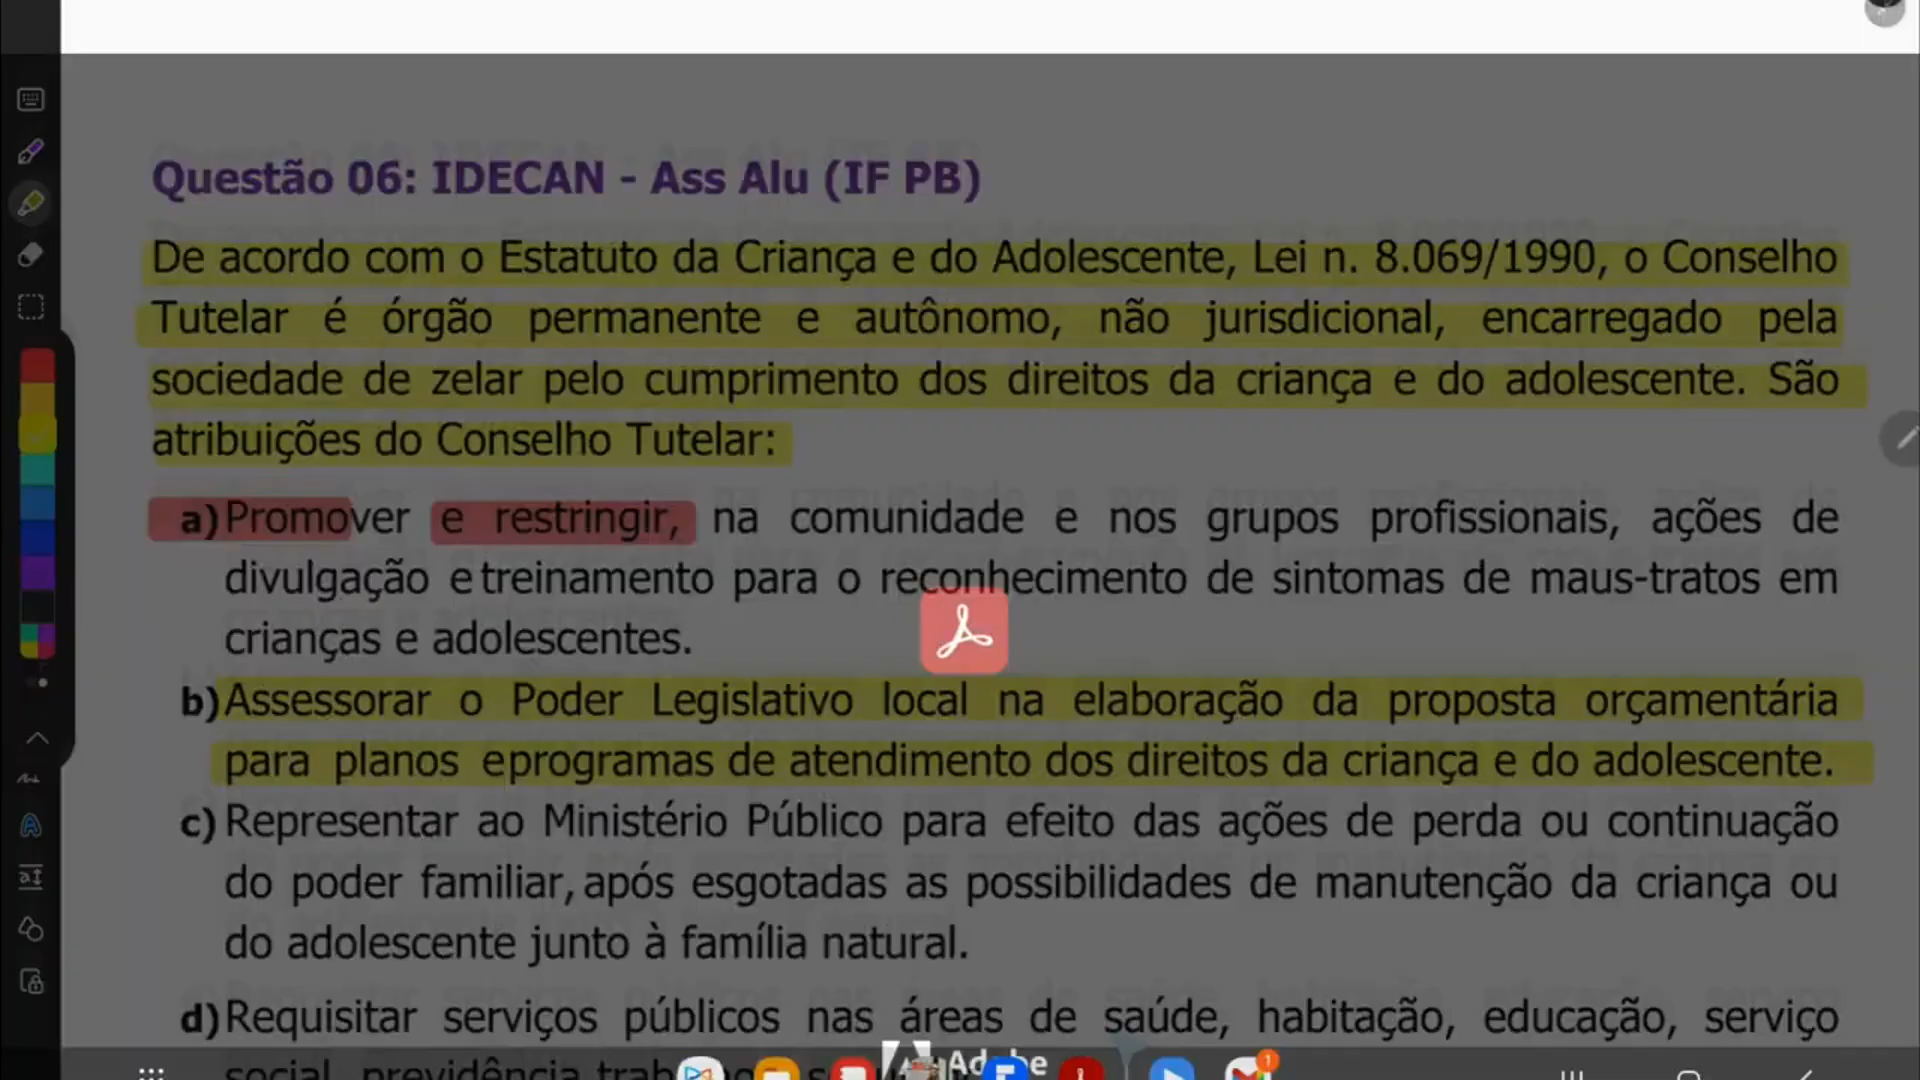 Questão 06: IDECAN - Ass Alu (IF PB)
De acordo com o Estatuto da Criança e do Adolescente, Lei n. 8.069/1990, o Conselho
Tutelar é órgão permanente e autônomo, não jurisdicional, encarregado pela
sociedade de zelar pelo cumprimento dos direitos da criança e do adolescente. São
atribuições do Conselho Tutelar:
a) Promover e restringir, na comunidade e nos grupos profissionais, ações de
divulgação e treinamento para o reconhecimento de sintomas de maus-tratos em
crianças e adolescentes.
b) Assessorar o Poder Legislativo local na elaboração da proposta orçamentária
para planos eprogramas de atendimento dos direitos da criança e do adolescente.
c) Representar ao Ministério Público para efeito das ações de perda ou continuação
do poder familiar, após esgotadas as possibilidades de manutenção da criança ou
do adolescente junto à família natural.
d) Requisitar serviços públicos nas áreas de saúde, habitação, educação, serviço
social, previdência
Adobe
1